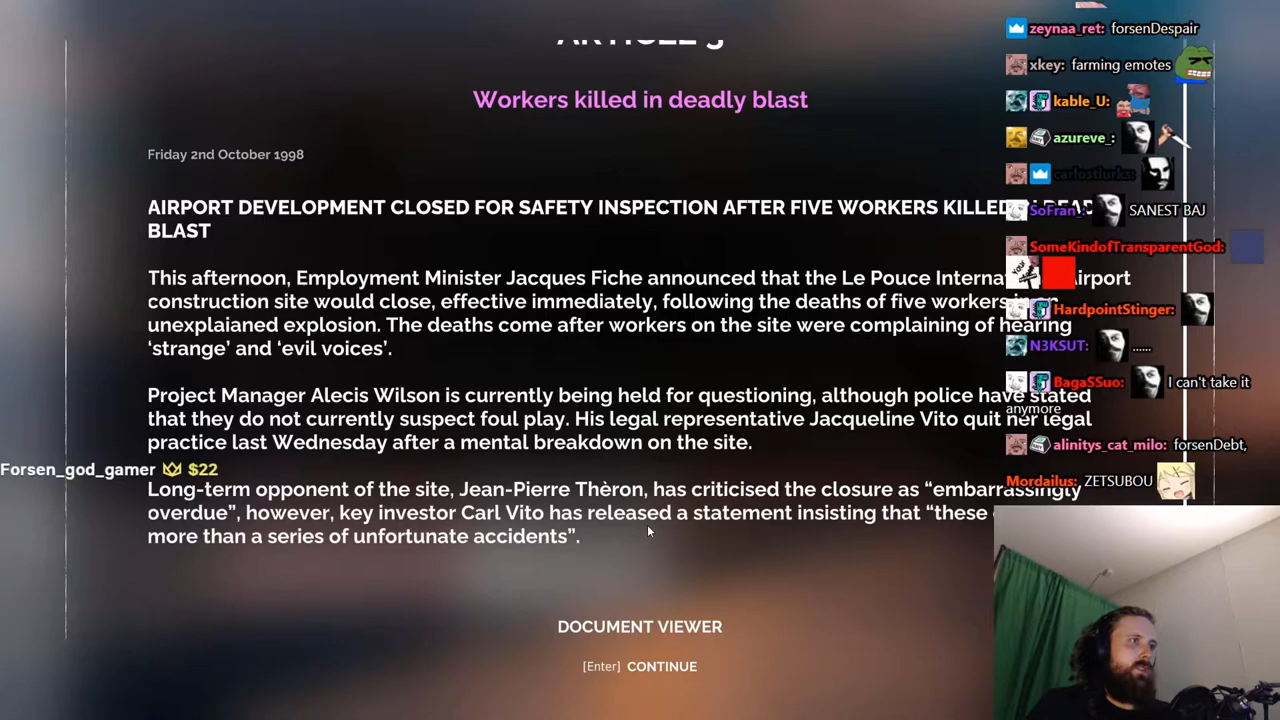 ARTICLE 3
Workers killed in deadly blast
Friday 2nd October 1998
AIRPORT DEVELOPMENT CLOSED FOR SAFETY INSPECTION AFTER FIVE WORKERS KILLED
BLAST
This afternoon, Employment Minister Jacques Fiche announced that the Le Pouce Airport
construction site would close, effective immediately, following the deaths of five workers
unexplaianed explosion. The deaths come after workers on the site were complaining of hearing
‘strange’ and ‘evil voices’.
Project Manager Alecis Wilson is currently being held for questioning, although police have stated
that they do not currently suspect foul play. His legal representative Jacqueline Vito quit her legal
practice last Wednesday after a mental breakdown on the site.
Forsen_god_gamer $22
Long-term opponent of the site, Jean-Pierre Thèron, has criticised the closure as “embarrassingly
overdue”, however, key investor Carl Vito has released a statement insisting that “these
more than a series of unfortunate accidents”.
DOCUMENT VIEWER
[Enter] CONTINUE
zeynaa_ret: forsenDespair
xkey: farming emotes
kable_U:
azureve_:
carlostlurks:
SoFran_: SANEST BAJ
SomeKindofTransparentGod:
HardpointStinger:
N3KSUT: ......
BagaSSuo: I can't take it
anymore
alinitys_cat_milo: forsenDebt,
Mordailus: ZETSUBOU